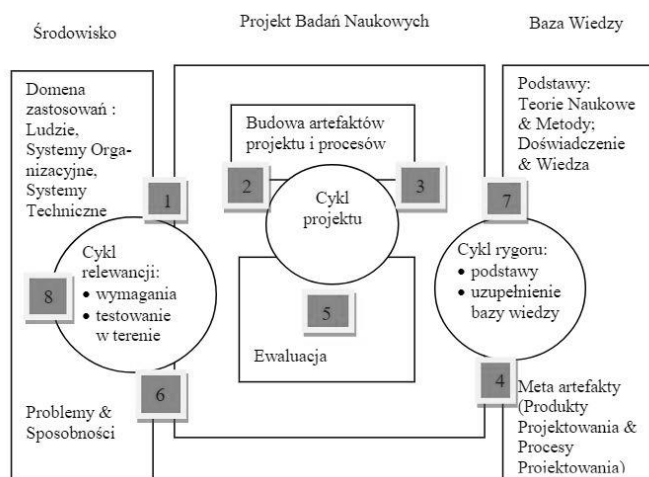 Środowisko
Projekt Badań Naukowych
Baza Wiedzy
Domena
zastosowań :
Ludzie,
Systemy Orga-
nizacyjne,
Systemy
Techniczne
1
Cykl
relewancji:
• wymagania
• testowanie
w terenie
8
6
Problemy &
Sposobności
Budowa artefaktów
projektu i procesów
2
3
Cykl
projektu
5
Ewaluacja
Podstawy:
Teorie Naukowe
& Metody;
Doświadczenie
& Wiedza
7
Cykl rygoru:
• podstawy
• uzupełnienie
bazy wiedzy
4
Meta artefakty
(Produkty
Projektowania &
Procesy
Projektowania)